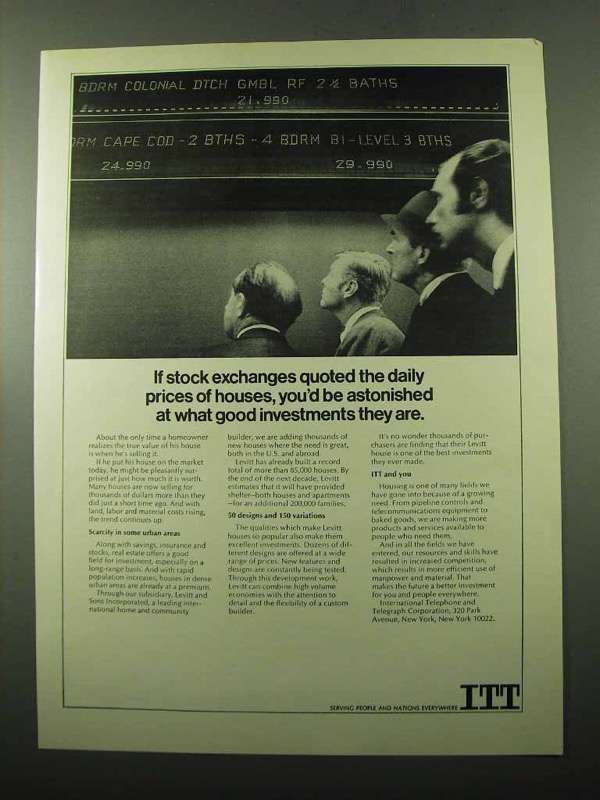 BDRM COLONIAL DTCH GMBL RF 2 ½ BATHS
21.990
DRM CAPE COD - 2 BTHS - 4 BDRM BI-LEVEL 3 BTHS
24.990 29.990
If stock exchanges quoted the daily
prices of houses, you'd be astonished
at what good investments they are.
About the only time a homeowner
realizes the true value of his house
is when he's selling it.
If he put his house on the market
today, he might be pleasantly sur-
prised at just how much it is worth.
Many houses are now selling for
thousands of dollars more than they
did just a short time ago. And with
land, labor and material costs rising,
the trend continues up.
Scarcity in some urban areas
Along with savings, insurance and
stocks, real estate offers a good
field for investment, especially on a
long-range basis. And with rapid
population increases, houses in dense
urban areas are already at a premium.
Through our subsidiary, Levitt and
Sons Incorporated, a leading inter-
national home and community
builder, we are adding thousands of
new houses where the need is great,
both in the U.S. and abroad.
Levitt has already built a record
total of more than 85,000 houses. By
the end of the next decade, Levitt
estimates that it will have provided
shelter—both houses and apartments
—for an additional 200,000 families.
50 designs and 150 variations
The qualities which make Levitt
houses so popular also make them
excellent investments. Dozens of dif-
ferent designs are offered at a wide
range of prices. New features and
designs are constantly being tested.
Through this development work,
Levitt can combine high volume
economies with the attention to
detail and the flexibility of a custom
builder.
It's no wonder thousands of pur-
chasers are finding that their Levitt
house is one of the best investments
they ever made.
ITT and you
Housing is one of many fields we
have gone into because of a growing
need. From pipeline controls and
telecommunications equipment to
baked goods, we are making more
products and services available to
people who need them.
And in all the fields we have
entered, our resources and skills have
resulted in increased competition,
which results in more efficient use of
manpower and material. That
makes the future a better investment
for you and people everywhere.
International Telephone and
Telegraph Corporation, 320 Park
Avenue, New York, New York 10022.
SERVING PEOPLE AND NATIONS EVERYWHERE ITT